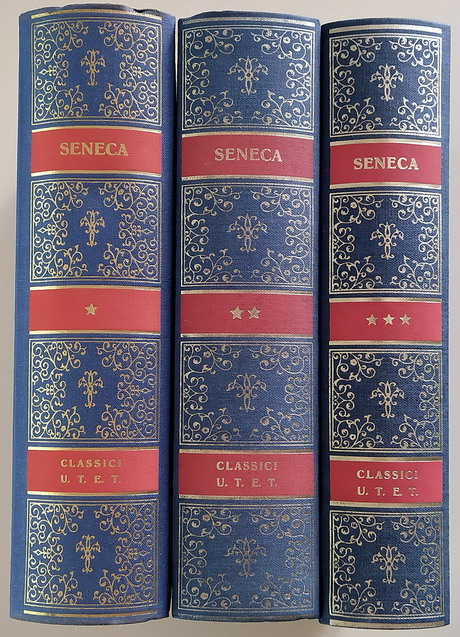 SENECA
★
CLASSICI
U. T. E. T.
SENECA
★★
CLASSICI
U. T. E. T.
SENECA
★★★
CLASSICI
U. T. E. T.